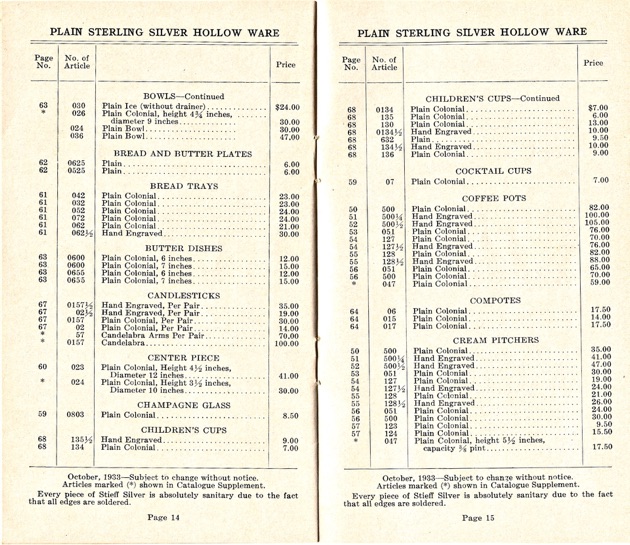 PLAIN STERLING SILVER HOLLOW WARE
Page No. of
No. Article Price
BOWLS—Continued
63 030 Plain Ice (without drainer) $24.00
* 026 Plain Colonial, height 4¾ inches,
diameter 9 inches 30.00
024 Plain Bowl 30.00
036 Plain Bowl 47.00
BREAD AND BUTTER PLATES
62 0625 Plain 6.00
62 0525 Plain 6.00
BREAD TRAYS
61 042 Plain Colonial 23.00
61 032 Plain Colonial 23.00
61 052 Plain Colonial 24.00
61 072 Plain Colonial 24.00
61 062 Plain Colonial 21.00
61 062½ Hand Engraved 30.00
BUTTER DISHES
63 0600 Plain Colonial, 6 inches 12.00
63 0600 Plain Colonial, 7 inches 15.00
63 0655 Plain Colonial, 6 inches 12.00
63 0655 Plain Colonial, 7 inches 15.00
CANDLESTICKS
67 0157½ Hand Engraved, Per Pair 35.00
67 02½ Hand Engraved, Per Pair 19.00
67 0157 Plain Colonial, Per Pair 30.00
67 02 Plain Colonial, Per Pair 14.00
* 57 Candelabra Arms Per Pair 70.00
* 0157 Candelabra 100.00
CENTER PIECE
60 023 Plain Colonial, Height 4½ inches,
Diameter 12 inches 41.00
* 024 Plain Colonial, Height 3½ inches,
Diameter 10 inches 30.00
CHAMPAGNE GLASS
59 0803 Plain Colonial 8.50
CHILDREN'S CUPS
68 135½ Hand Engraved 9.00
68 134 Plain Colonial 7.00
October, 1933—Subject to change without notice.
Articles marked (*) shown in Catalogue Supplement.
Every piece of Stieff Silver is absolutely sanitary due to the fact
that all edges are soldered.
Page 14
PLAIN STERLING SILVER HOLLOW WARE
Page No. of
No. Article Price
CHILDREN'S CUPS—Continued
68 0134 Plain Colonial $7.00
68 135 Plain Colonial 6.00
68 130 Plain Colonial 13.00
68 0134½ Hand Engraved 10.00
68 632 Plain 9.50
68 134½ Hand Engraved 10.00
68 136 Plain Colonial 9.00
COCKTAIL CUPS
59 07 Plain Colonial 7.00
COFFEE POTS
50 500 Plain Colonial 82.00
51 500¼ Hand Engraved 100.00
52 500½ Hand Engraved 105.00
53 051 Plain Colonial 76.00
54 127 Plain Colonial 70.00
54 127½ Hand Engraved 76.00
55 128 Plain Colonial 82.00
55 128½ Hand Engraved 88.00
56 051 Plain Colonial 65.00
56 500 Plain Colonial 70.00
* 047 Plain Colonial 59.00
COMPOTES
64 06 Plain Colonial 17.50
64 015 Plain Colonial 14.00
64 017 Plain Colonial 17.50
CREAM PITCHERS
50 500 Plain Colonial 35.00
51 500¼ Hand Engraved 41.00
52 500½ Hand Engraved 47.00
53 051 Plain Colonial 30.00
54 127 Plain Colonial 19.00
54 127½ Hand Engraved 24.00
55 128 Plain Colonial 21.00
55 128½ Hand Engraved 26.00
56 051 Plain Colonial 24.00
56 500 Plain Colonial 30.00
57 123 Plain Colonial 9.50
57 124 Plain Colonial 15.50
* 047 Plain Colonial, height 5½ inches,
capacity pint 17.50
October, 1933—Subject to change without notice.
Articles marked (*) shown in Catalogue Supplement.
Every piece of Stieff Silver is absolutely sanitary due to the fact
that all edges are soldered.
Page 15